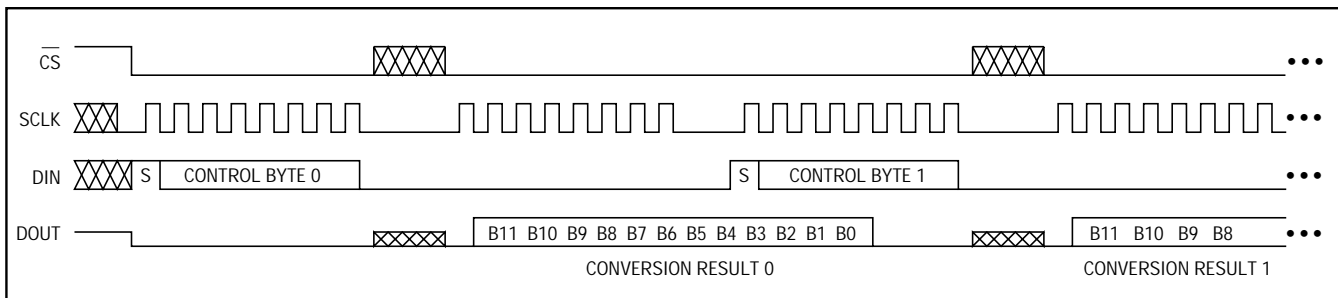 CS
SCLK
DIN S CONTROL BYTE 0 S CONTROL BYTE 1
DOUT B11 B10 B9 B8 B7 B6 B5 B4 B3 B2 B1 B0 B11 B10 B9 B8
CONVERSION RESULT 0 CONVERSION RESULT 1